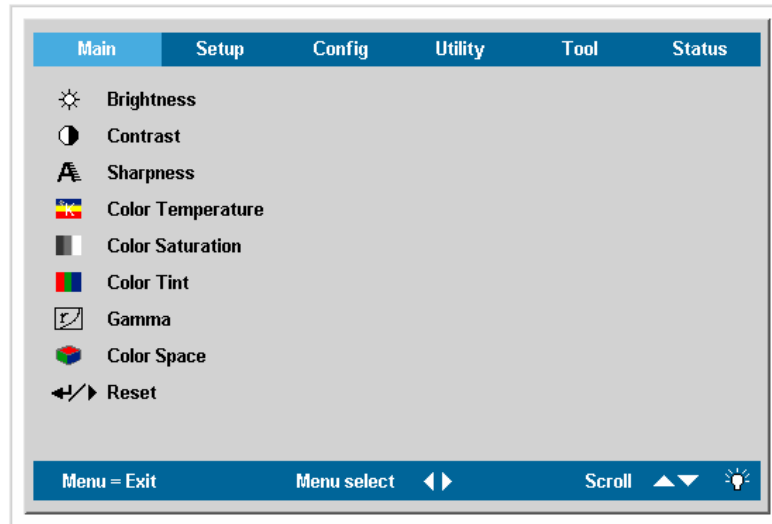 Main Setup Config Utility Tool Status
Brightness
Contrast
Sharpness
Color Temperature
Color Saturation
Color Tint
Gamma
Color Space
Reset
Menu = Exit Menu select Scroll